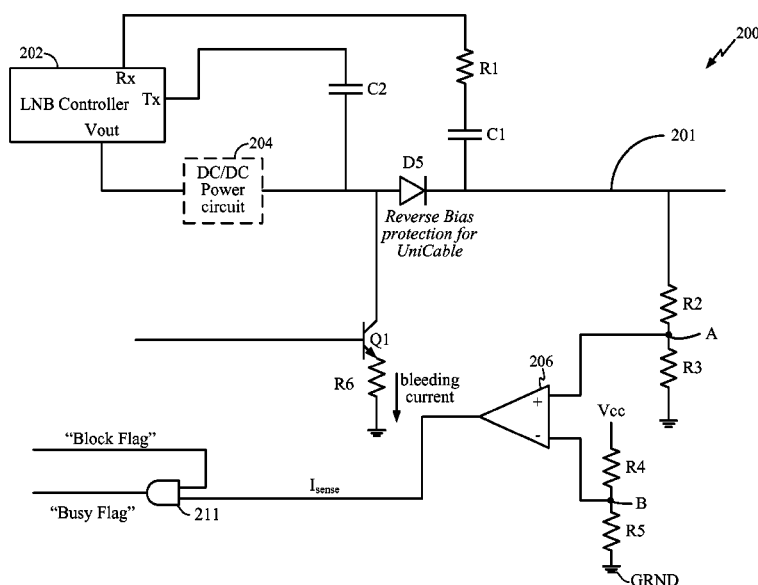 200
202
Rx
LNB Controller
Tx
Vout
C2
R1
C1
201
204
DC/DC
Power
circuit
D5
Reverse Bias
protection for
UniCable
R2
A
R3
Q1
R6
bleeding
current
206
+
-
Vcc
R4
B
R5
GRND
“Block Flag”
Isense
“Busy Flag”
211